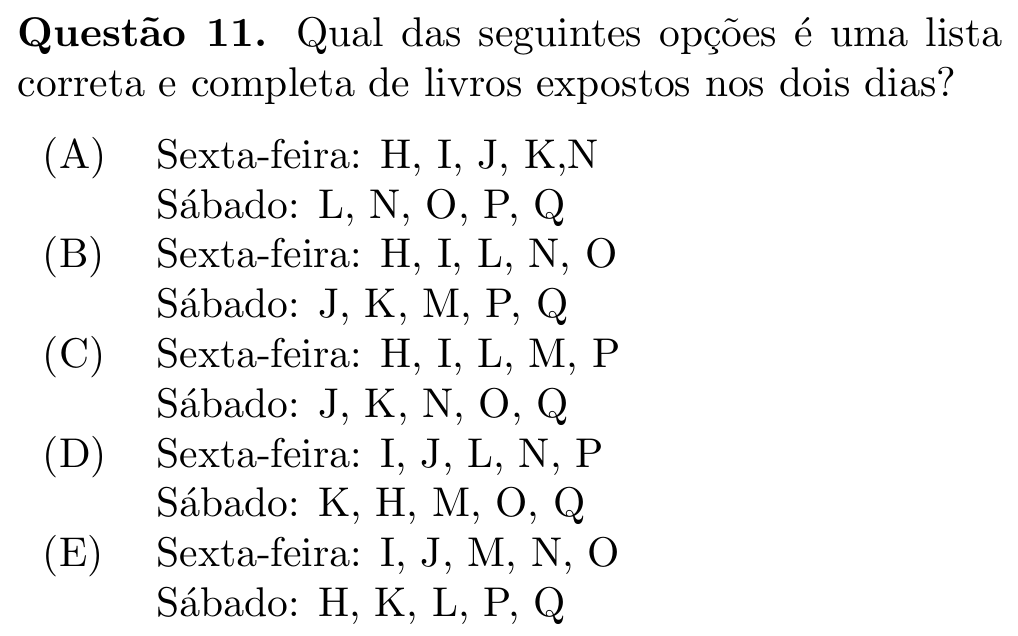 Questão 11. Qual das seguintes opções é uma lista
correta e completa de livros expostos nos dois dias?
(A) Sexta-feira: H, I, J, K,N
Sábado: L, N, O, P, Q
(B) Sexta-feira: H, I, L, N, O
Sábado: J, K, M, P, Q
(C) Sexta-feira: H, I, L, M, P
Sábado: J, K, N, O, Q
(D) Sexta-feira: I, J, L, N, P
Sábado: K, H, M, O, Q
(E) Sexta-feira: I, J, M, N, O
Sábado: H, K, L, P, Q